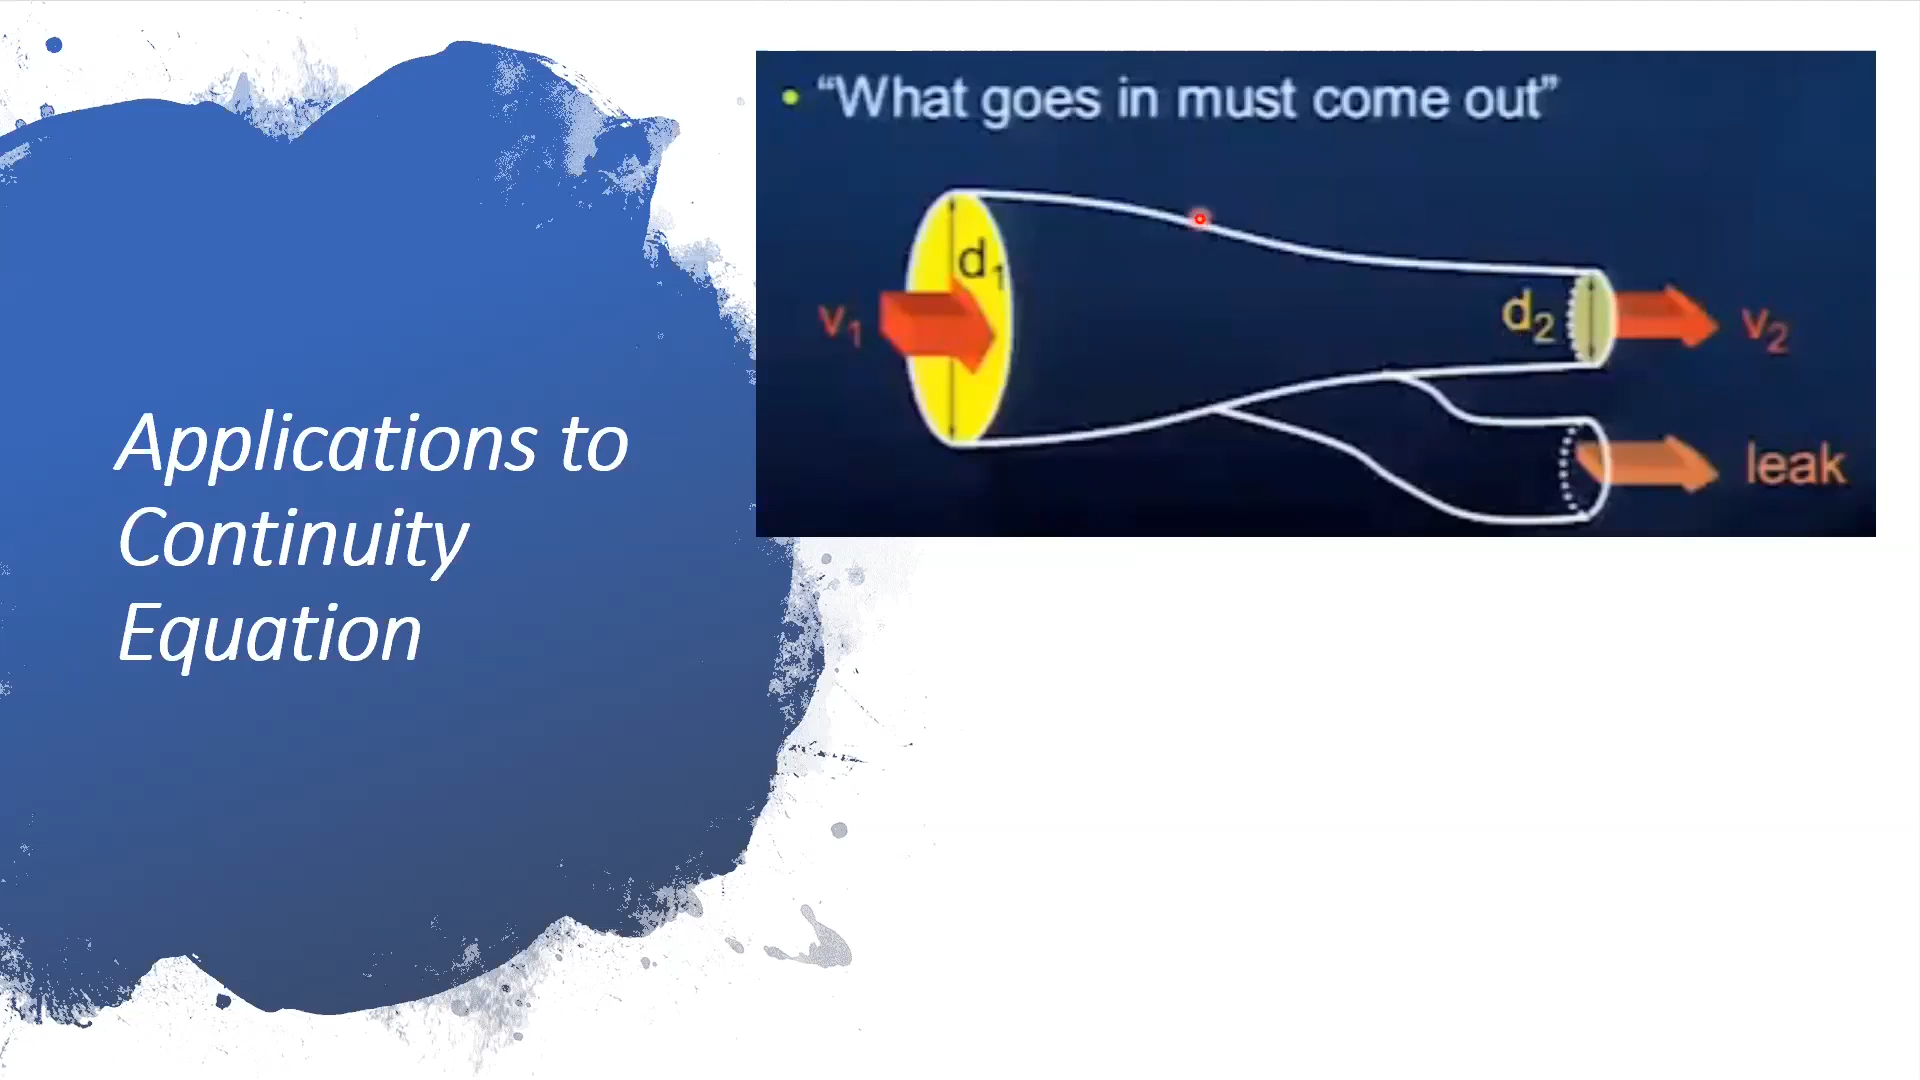 Applications to
Continuity
Equation
• “What goes in must come out”
d₁
v₁
d₂
v₂
leak